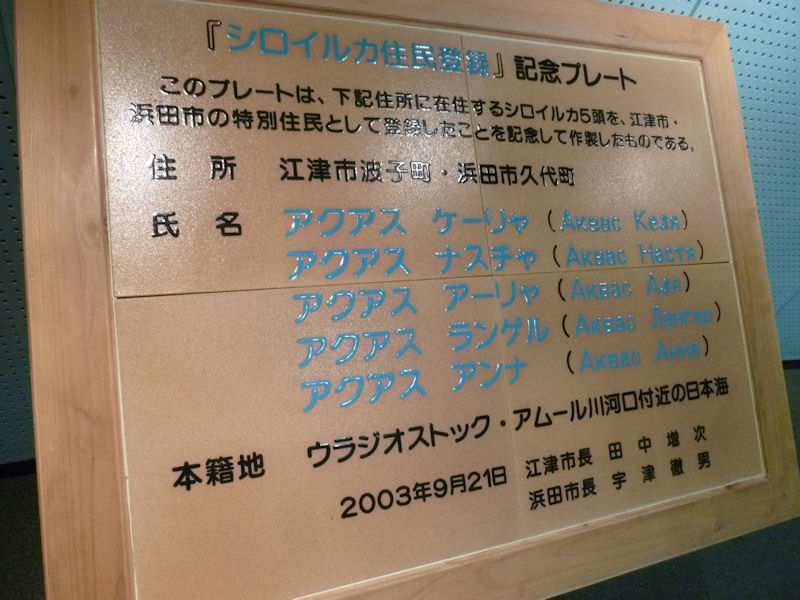 『シロイルカ住民登録』記念プレート
このプレートは、下記住所に在住するシロイルカ5頭を、江津市・
浜田市の特別住民として登録したことを記念して作製したものである。
住 所 江津市波子町・浜田市久代町
氏 名 アクアス ケーリャ (Аквас Келя)
アクアス ナスチャ (Аквас Настя)
アクアス アーリャ (Аквас Аля)
アクアス ランゲル (Аквас Лангер)
アクアス アンナ (Аквас Анна)
本籍地 ウラジオストック・アムール川河口付近の日本海
2003年9月21日 江津市長 田 中 増 次
浜田市長 宇 津 徹 男